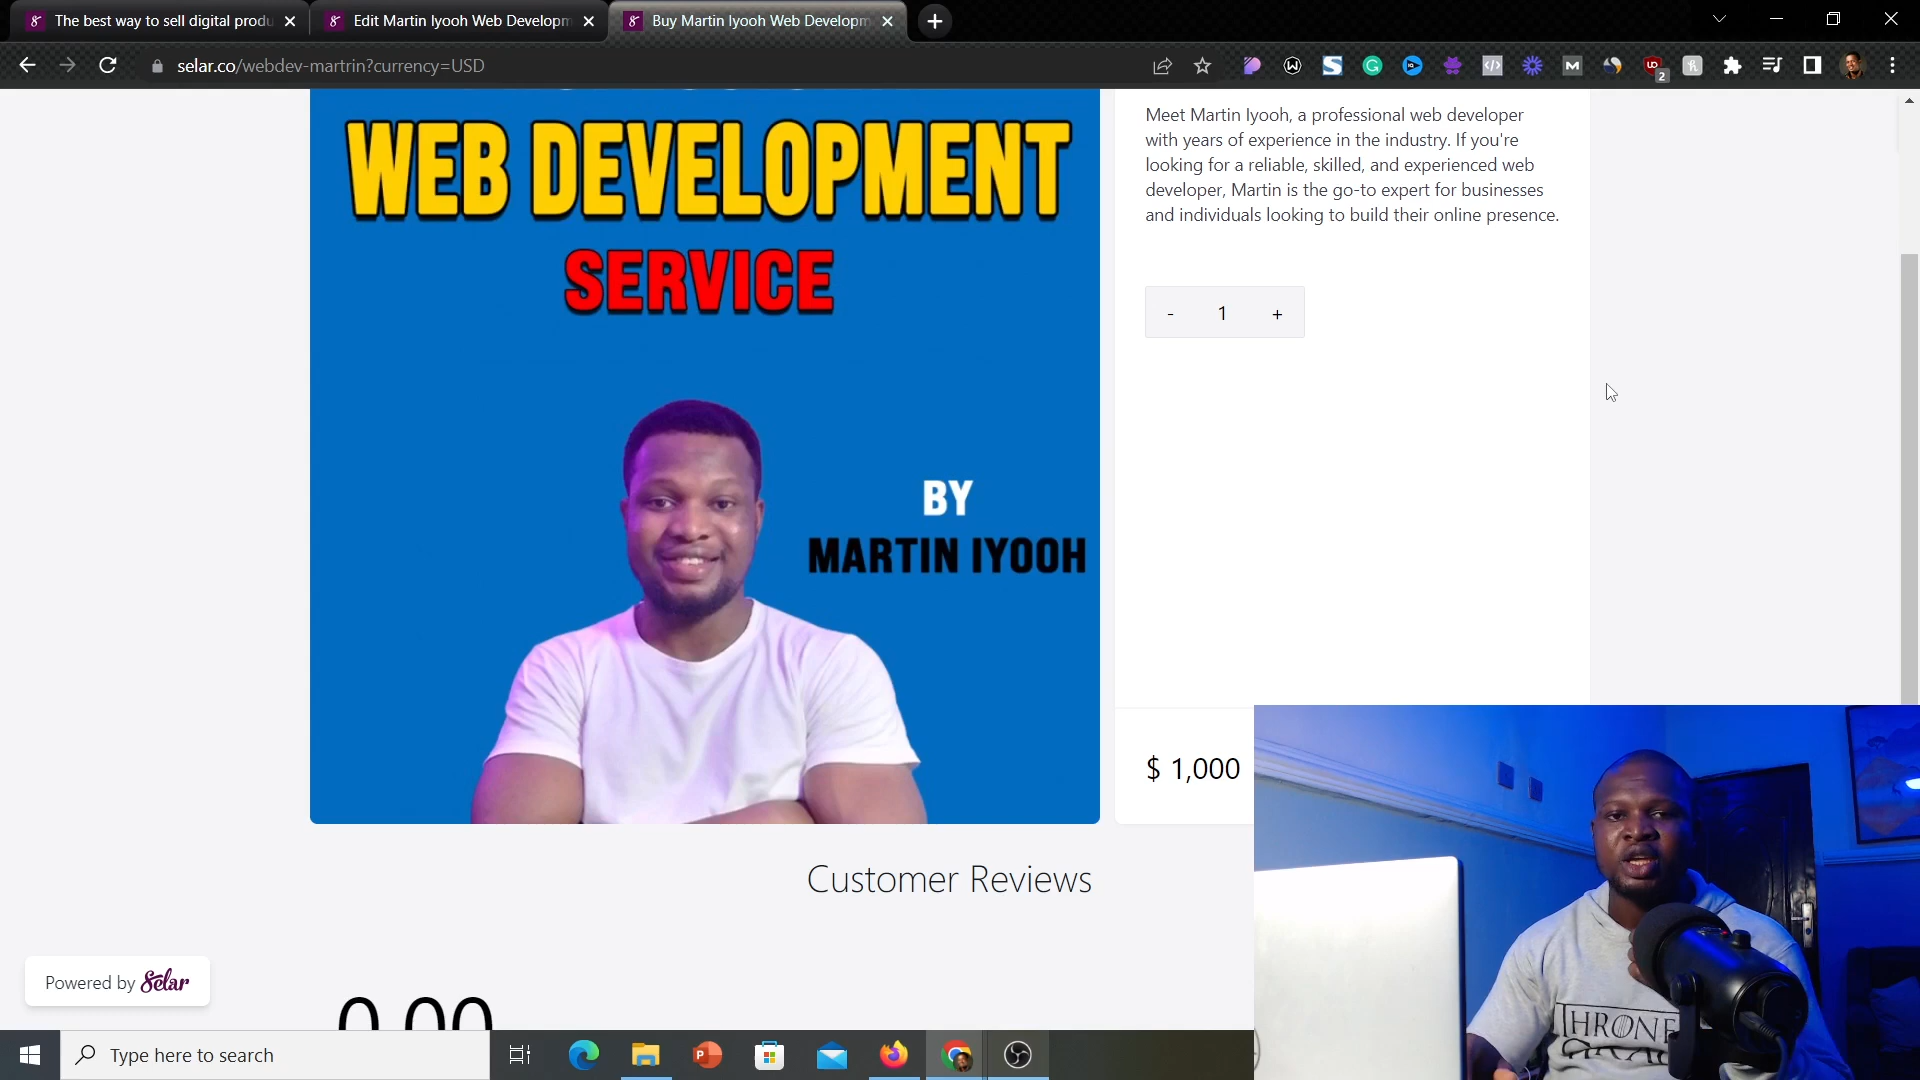 The best way to sell digital produ
Edit Martin Iyooh Web Developm
Buy Martin Iyooh Web Developm
selar.co/webdev-martrin?currency=USD
2
WEB DEVELOPMENT
SERVICE
BY
MARTIN IYOOH
Meet Martin Iyooh, a professional web developer
with years of experience in the industry. If you're
looking for a reliable, skilled, and experienced web
developer, Martin is the go-to expert for businesses
and individuals looking to build their online presence.
- 1 +
$ 1,000
Customer Reviews
Powered by Selar
0.00
Type here to search
THRONE